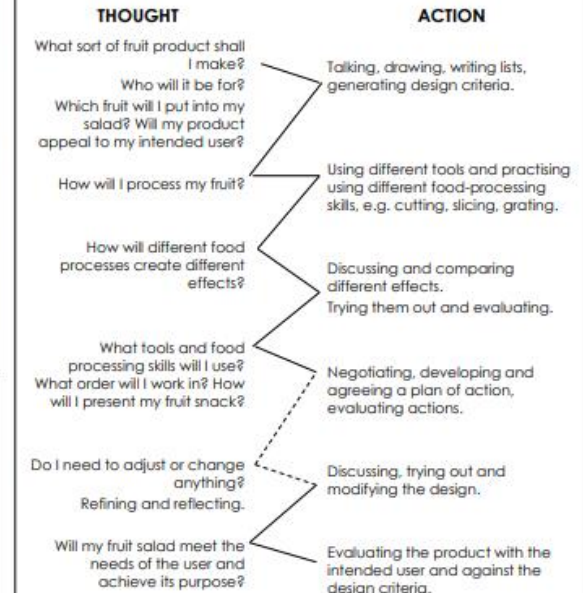 THOUGHT
ACTION
What sort of fruit product shall
I make?
Who will it be for?
Which fruit will I put into my
salad? Will my product
appeal to my intended user?
Talking, drawing, writing lists,
generating design criteria.
How will I process my fruit?
Using different tools and practising
using different food-processing
skills, e.g. cutting, slicing, grating.
How will different food
processes create different
effects?
Discussing and comparing
different effects.
Trying them out and evaluating.
What tools and food
processing skills will I use?
What order will I work in? How
will I present my fruit snack?
Negotiating, developing and
agreeing a plan of action,
evaluating actions.
Do I need to adjust or change
anything?
Refining and reflecting.
Discussing, trying out and
modifying the design.
Will my fruit salad meet the
needs of the user and
achieve its purpose?
Evaluating the product with the
intended user and against the
design criteria.